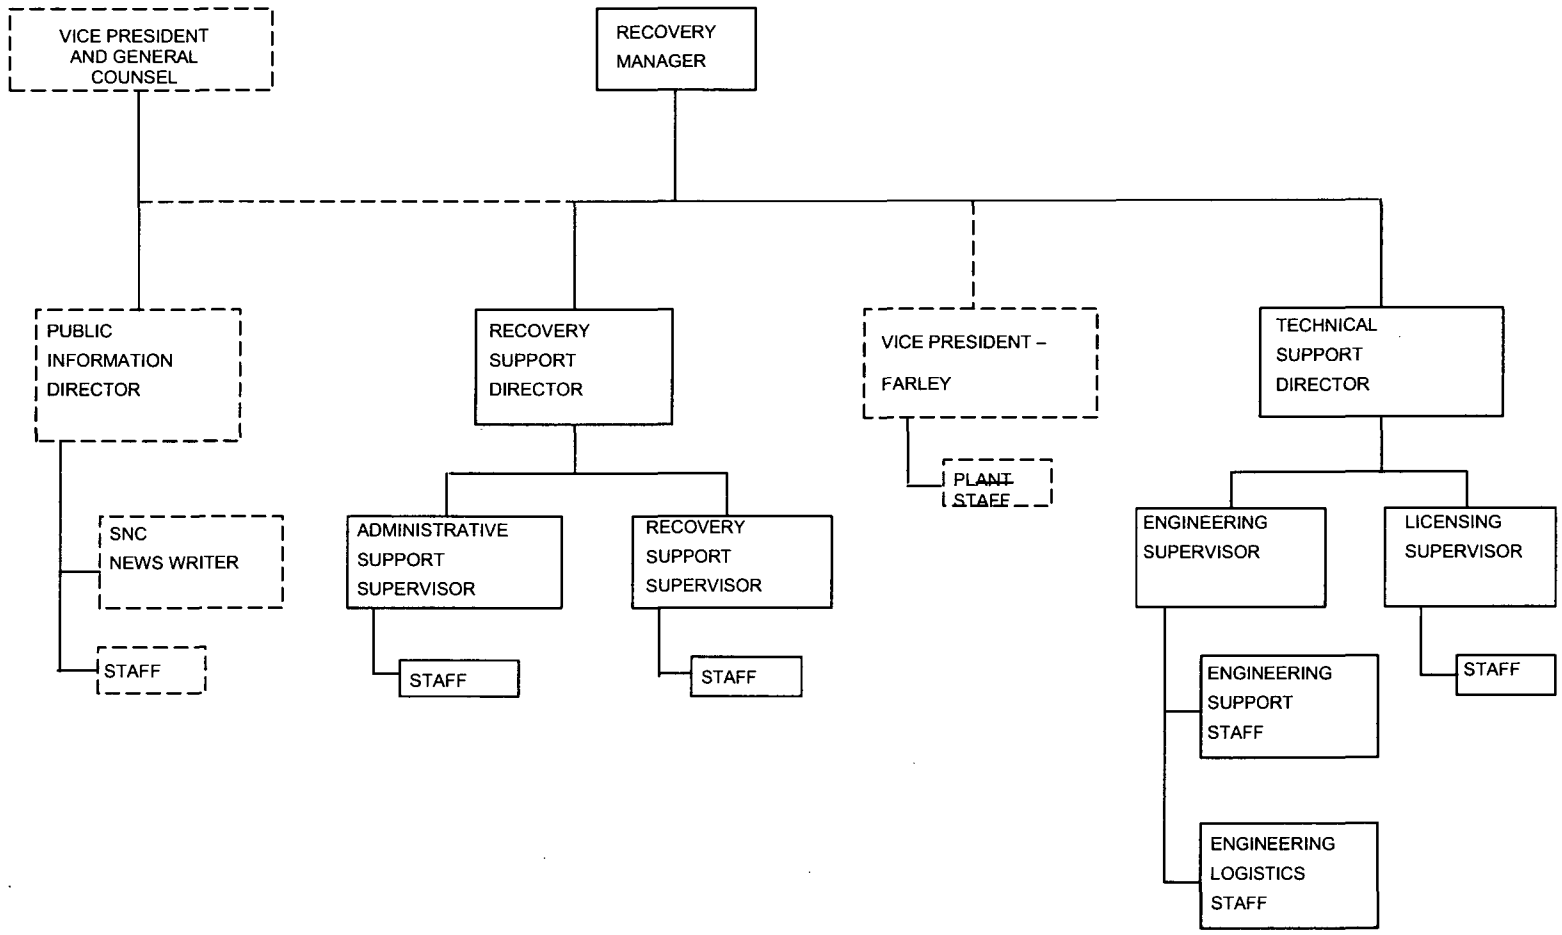 VICE PRESIDENT
AND GENERAL
COUNSEL
RECOVERY
MANAGER
PUBLIC
INFORMATION
DIRECTOR
RECOVERY
SUPPORT
DIRECTOR
VICE PRESIDENT –
FARLEY
TECHNICAL
SUPPORT
DIRECTOR
PLANT
STAFF
SNC
NEWS WRITER
STAFF
ADMINISTRATIVE
SUPPORT
SUPERVISOR
STAFF
RECOVERY
SUPPORT
SUPERVISOR
STAFF
ENGINEERING
SUPERVISOR
ENGINEERING
SUPPORT
STAFF
ENGINEERING
LOGISTICS
STAFF
LICENSING
SUPERVISOR
STAFF